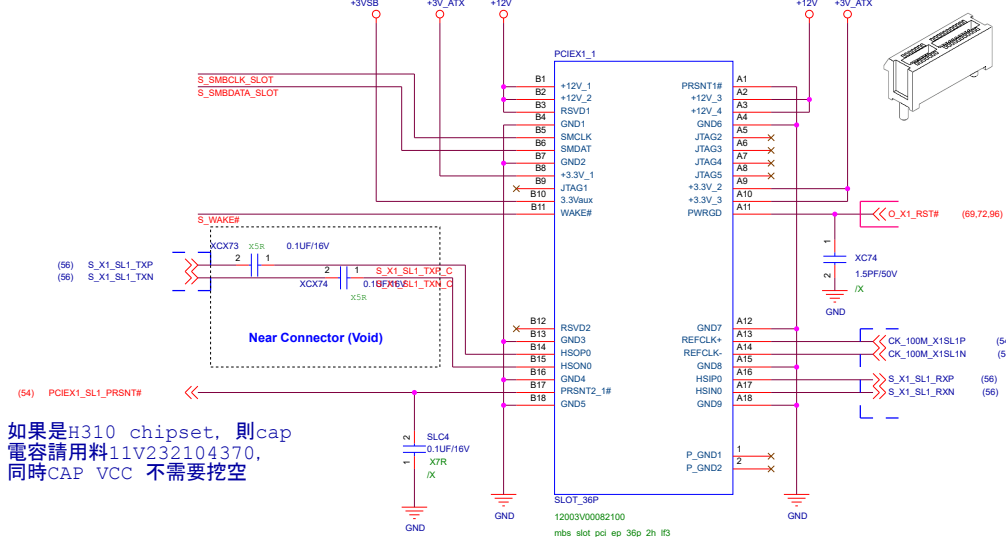 +3VSB
+3V_ATX
+12V
+12V
+3V_ATX
PCIEX1_1
S_SMBCLK_SLOT
S_SMBDATA_SLOT
B1 +12V_1 PRSNT1# A1
B2 +12V_2 +12V_3 A2
B3 RSVD1 +12V_4 A3
B4 GND1 GND6 A4
B5 SMCLK JTAG2 A5
B6 SMDAT JTAG3 A6
B7 GND2 JTAG4 A7
B8 +3.3V_1 JTAG5 A8
B9 JTAG1 +3.3V_2 A9
B10 3.3Vaux +3.3V_3 A10
B11 WAKE# PWRGD A11
S_WAKE#
O_X1_RST# (69,72,96)
XCX73 X5R 0.1UF/16V
2 1
(56) S_X1_SL1_TXP
(56) S_X1_SL1_TXN
2 1
XCX74 0.1UF/16V
X5R
S_X1_SL1_TXP_C
S_X1_SL1_TXN_C
1
XC74
2
1.5PF/50V
/X
GND
Near Connector (Void)
B12 RSVD2 GND7 A12
B13 GND3 REFCLK+ A13
B14 HSOP0 REFCLK- A14
B15 HSON0 GND8 A15
B16 GND4 HSIP0 A16
B17 PRSNT2_1# HSIN0 A17
B18 GND5 GND9 A18
CK_100M_X1SL1P (5
CK_100M_X1SL1N (5
S_X1_SL1_RXP (56)
S_X1_SL1_RXN (56)
(54) PCIEX1_SL1_PRSNT#
如果是H310 chipset, 則cap
電容請用料11V232104370,
同時CAP VCC 不需要挖空
2
SLC4
0.1UF/16V
1
X7R
/X
GND
P_GND1 1
P_GND2 2
GND
GND
SLOT_36P
12003V00082100
mbs_slot_pci_ep_36p_2h_lf3